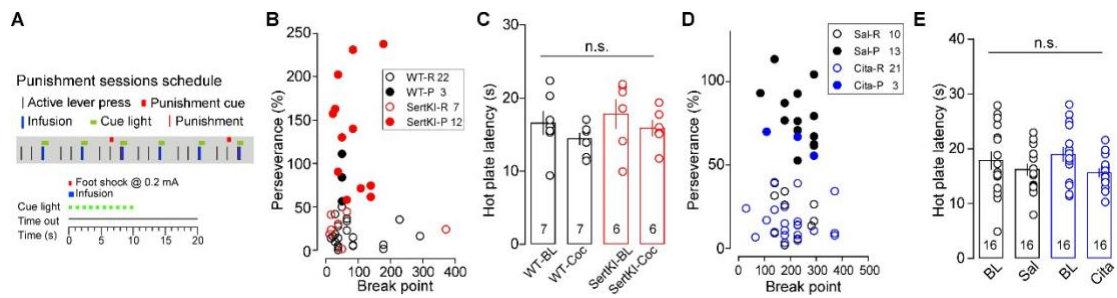 A
Punishment sessions schedule
Active lever press
Punishment cue
Infusion
Cue light
Punishment
Foot shock @ 0.2 mA
Infusion
Cue light
Time out
Time (s)
0 10 20
B
Perseverance (%)
250
200
150
100
50
0
WT-R 22
WT-P 3
SertKI-R 7
SertKI-P 12
0 100 200 300 400
Break point
C
n.s.
Hot plate latency (s)
30
20
10
0
7 7 6 6
WT-BL
WT-Coc
SertKI-BL
SertKI-Coc
D
Sal-R 10
Sal-P 13
Cita-R 21
Cita-P 3
Perseverance (%)
100
50
0
0 200 400
Break point
E
n.s.
Hot plate latency (s)
40
30
20
10
0
16 16 16 16
BL
Sal
BL
Cita